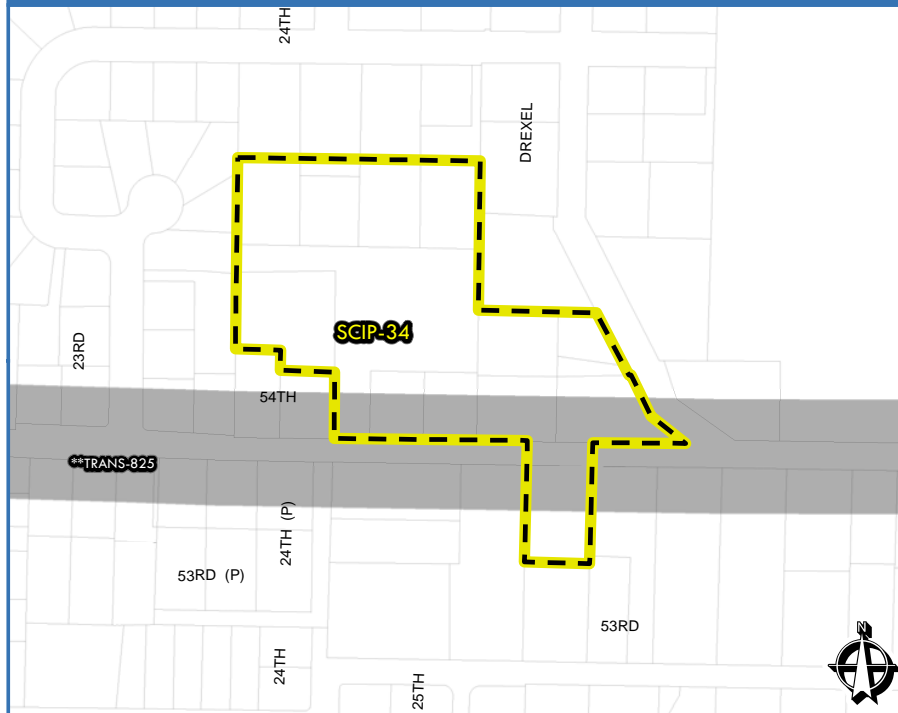 24TH
DREXEL
SCIP-34
23RD
54TH
**TRANS-825
24TH (P)
53RD (P)
53RD
24TH
25TH
N